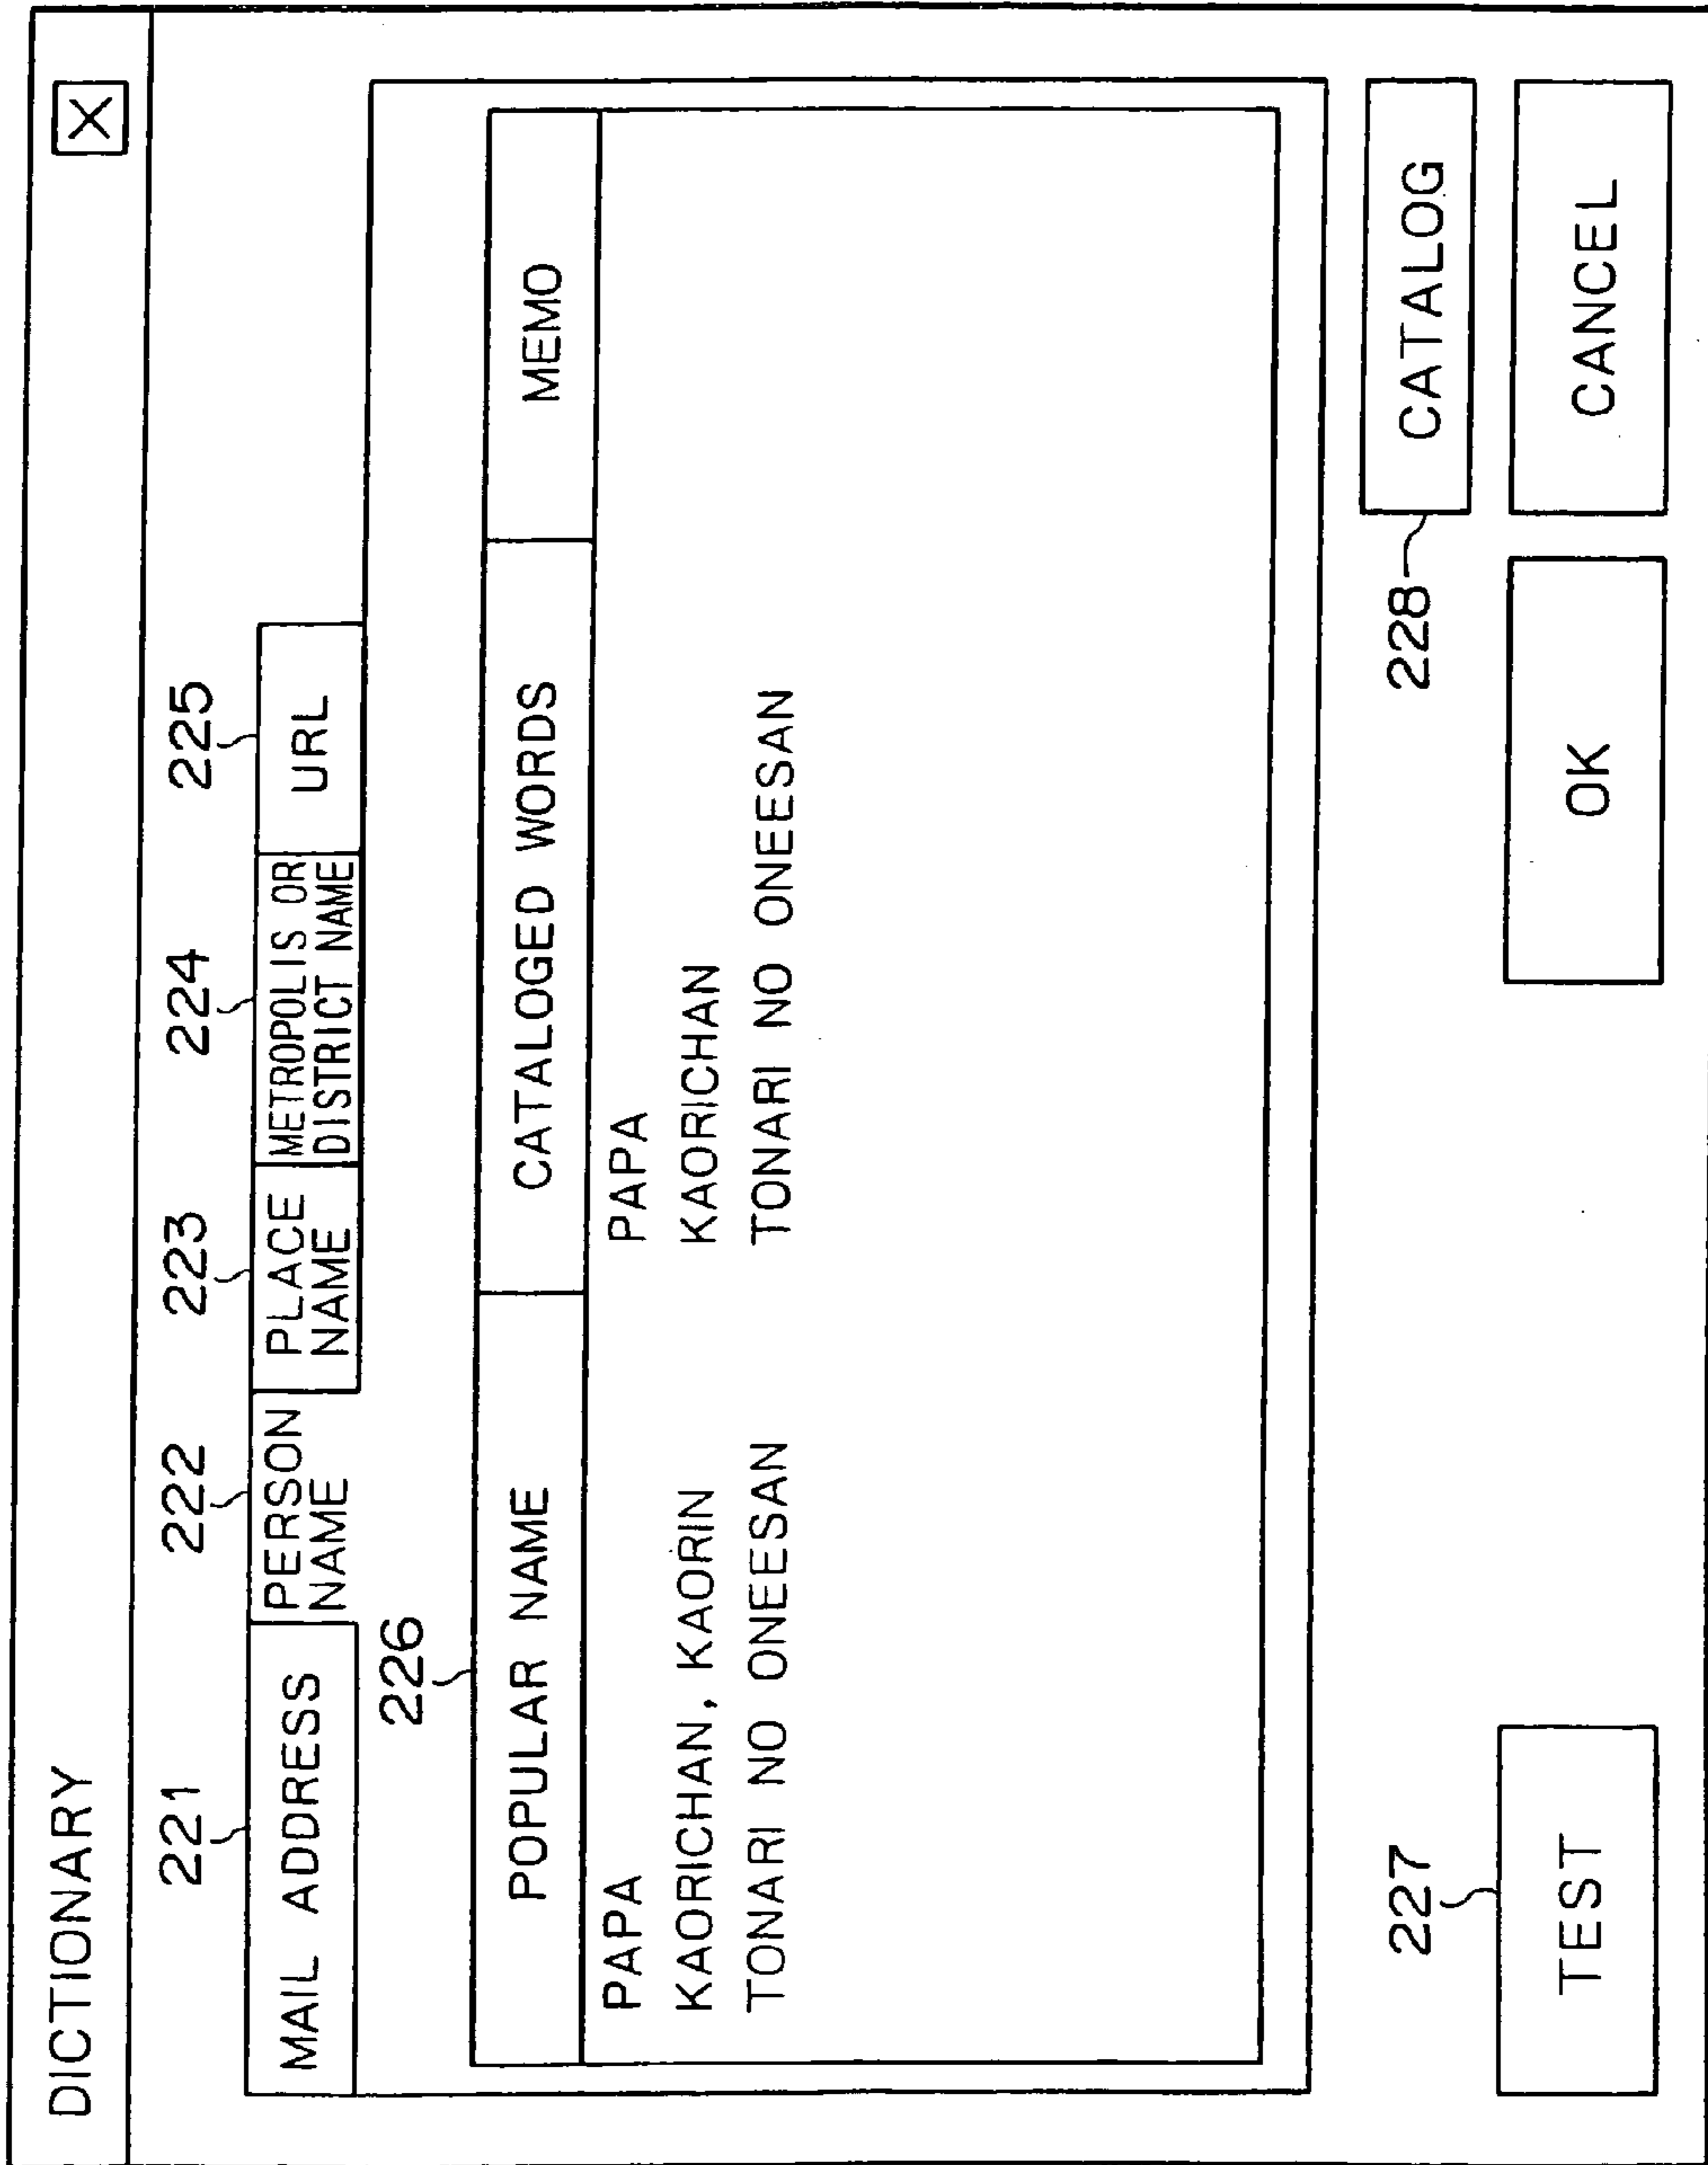 DICTIONARY
X
221
222
223
224
225
MAIL ADDRESS
PERSON
NAME
PLACE
NAME
METROPOLIS OR
DISTRICT NAME
URL
226
POPULAR NAME
CATALOGED WORDS
MEMO
PAPA
PAPA
KAORICHAN, KAORIN
KAORICHAN
TONARI NO ONEESAN
TONARI NO ONEESAN
228
CATALOG
227
TEST
OK
CANCEL